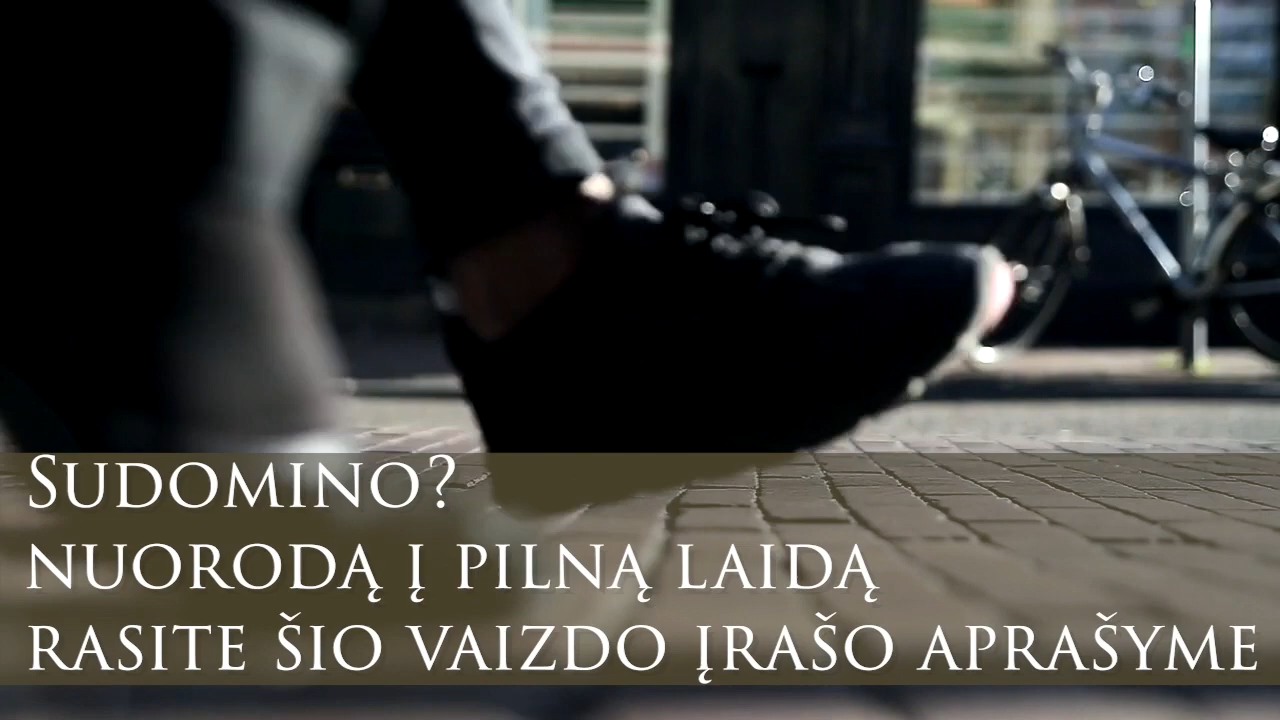 Sudomino?
nuorodą į pilną laidą
rasite šio vaizdo įrašo aprašyme